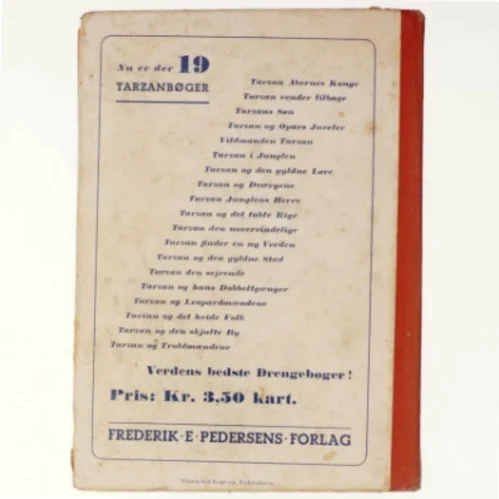 Nu er der 19
TARZANBØGER
Tarzan Abernes Konge
Tarzan vender tilbage
Tarzans Søn
Tarzan og Opars Juveler
Vildmanden Tarzan
Tarzan i Junglen
Tarzan og den gyldne Løve
Tarzan og Dværgene
Tarzan Junglens Herre
Tarzan og det tabte Rige
Tarzan den uovervindelige
Tarzan finder en ny Verden
Tarzan og den gyldne Stad
Tarzan den sejrende
Tarzan og hans Dobbeltgænger
Tarzan og Leopardmændene
Tarzan og det hvide Folk
Tarzan og den skjulte By
Tarzan og Troldmændene
Verdens bedste Drengebøger!
Pris: Kr. 3,50 kart.
FREDERIK·E·PEDERSENS·FORLAG